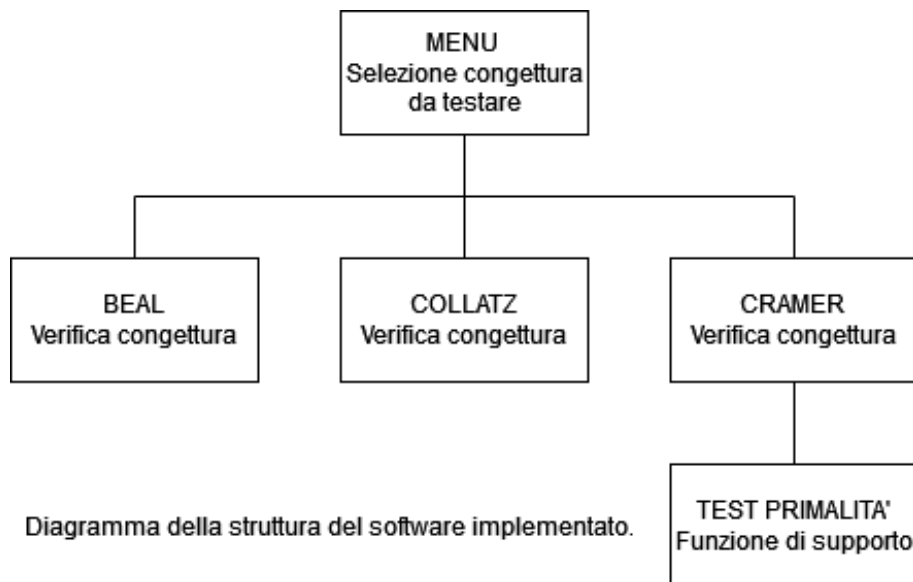 MENU
Selezione congettura
da testare
BEAL
Verifica congettura
COLLATZ
Verifica congettura
CRAMER
Verifica congettura
TEST PRIMALITA'
Funzione di supporto
Diagramma della struttura del software implementato.